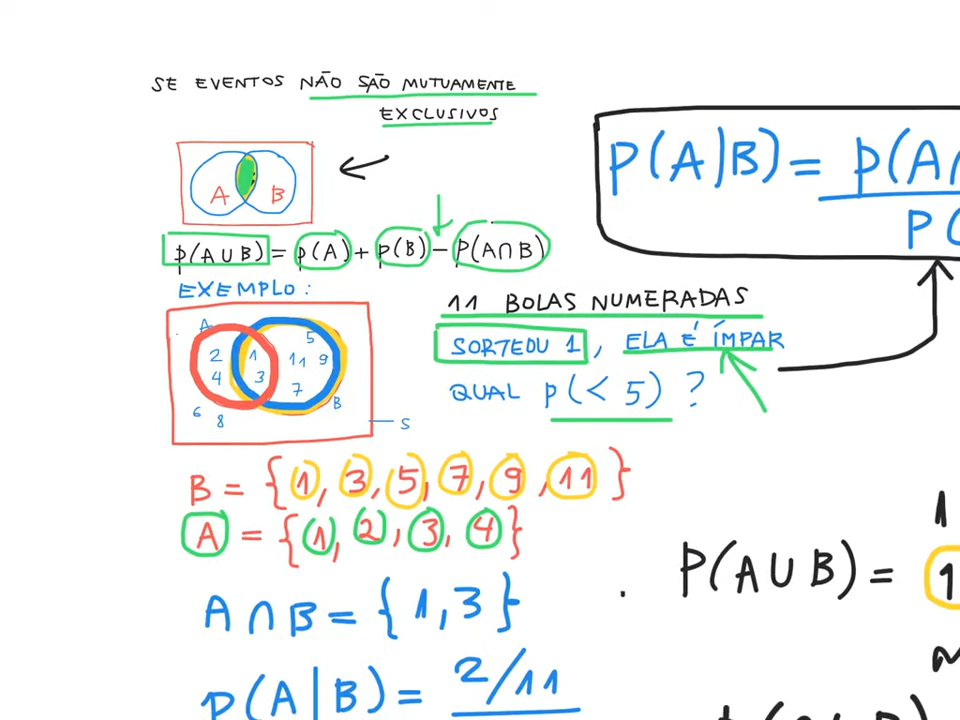 SE EVENTOS NÃO SÃO MUTUAMENTE
EXCLUSIVOS
A B
P(A∪B) = P(A) + P(B) − P(A∩B)
EXEMPLO:
A
2 4
1 3
5 11 9 7
B
6 8
S
11 BOLAS NUMERADAS
SORTEOU 1, ELA É ÍMPAR
QUAL P(< 5) ?
B = {1, 3, 5, 7, 9, 11}
A = {1, 2, 3, 4}
A ∩ B = {1, 3}
P(A|B) = 2/11
P(A|B) = P(A
P(
1
P(A∪B) = 1